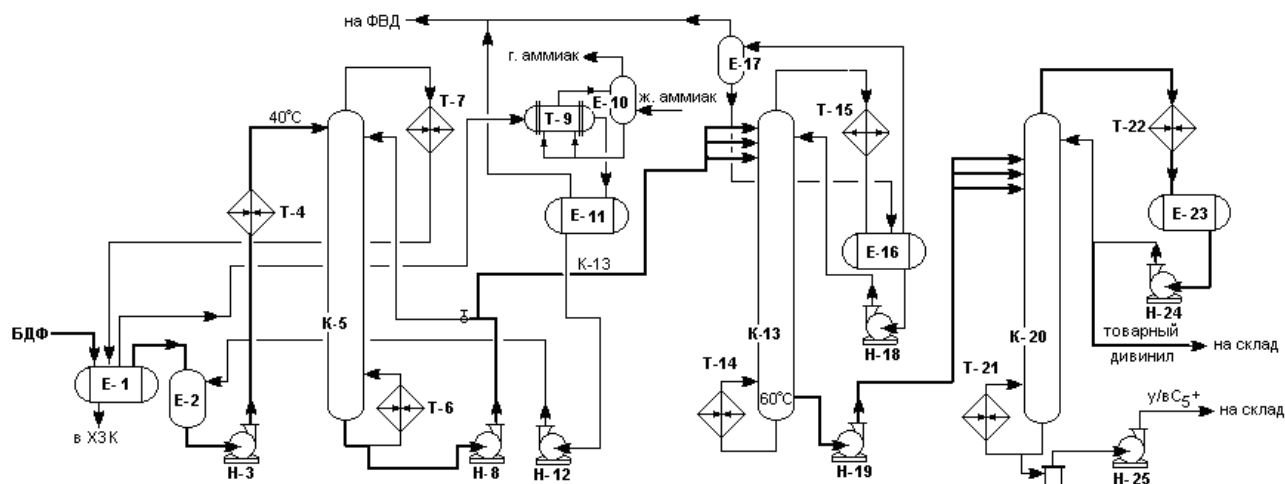 на ФВД
г. аммиак
Е-17
Т-7
Е-10
ж. аммиак
Т-15
Т-22
40°С
Т-9
Т-4
Е-11
Е-23
Е-16
К-13
БДФ
К-5
К-13
Н-18
К-20
Н-24
товарный
дивинил
на склад
Е-1
Е-2
Т-14
Т-21
Т-6
60°С
у/вС5+
на склад
в ХЗК
Н-3
Н-8
Н-12
Н-19
Н-25